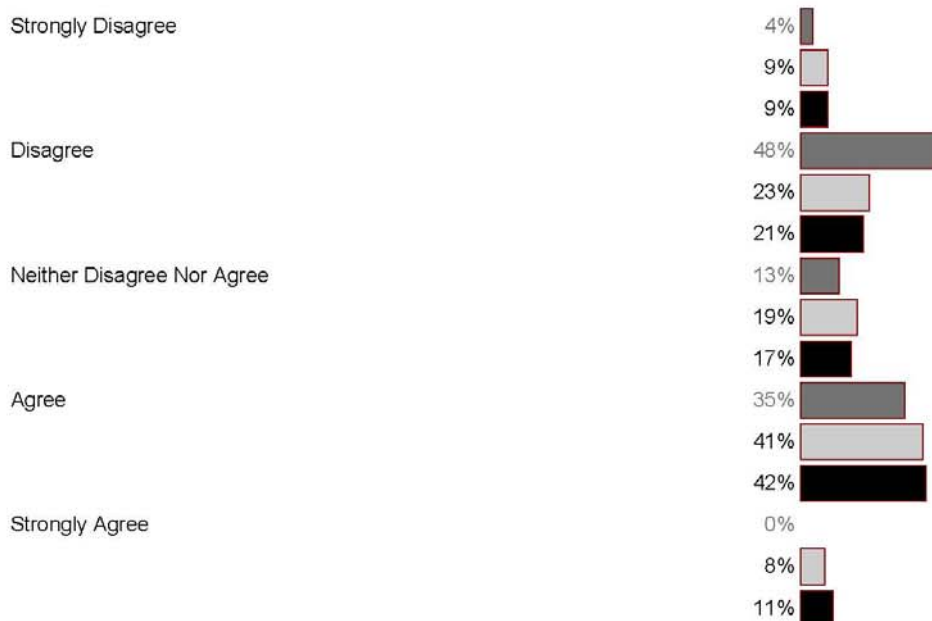 Strongly Disagree 4%
9%
9%
Disagree 48%
23%
21%
Neither Disagree Nor Agree 13%
19%
17%
Agree 35%
41%
42%
Strongly Agree 0%
8%
11%